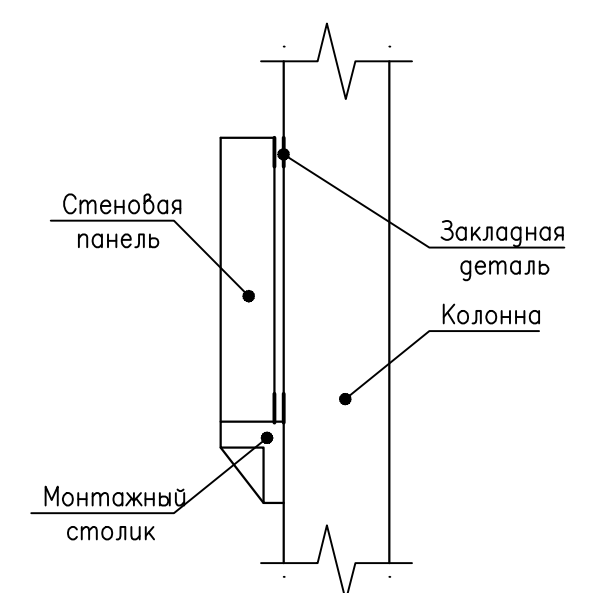 Стеновая
панель
Закладная
деталь
Колонна
Монтажный
столик